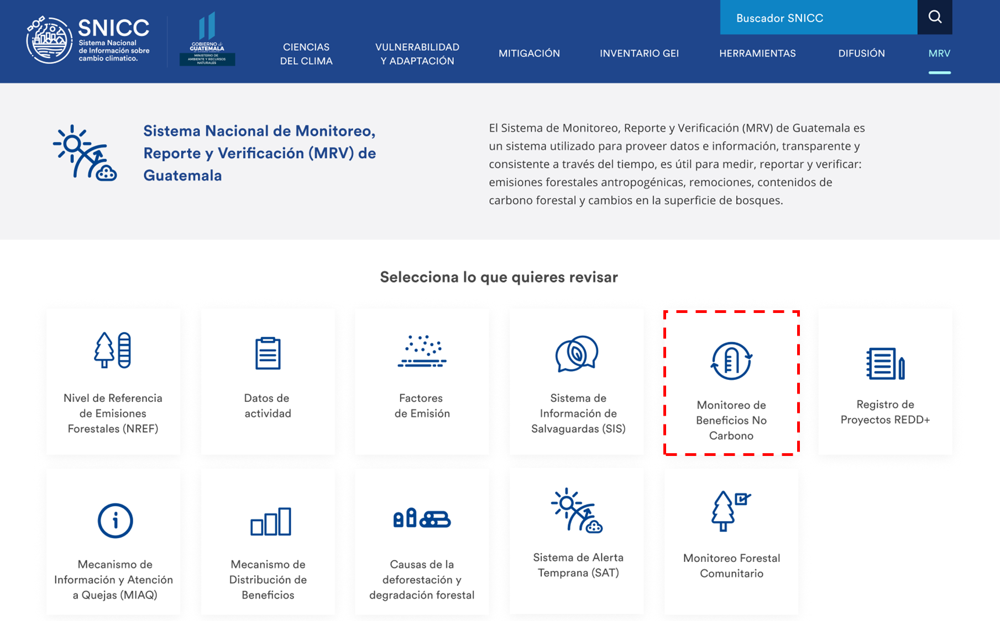 SNICC
Sistema Nacional
de Información sobre
cambio climatico.
GOBIERNO de
GUATEMALA
MINISTERIO DE
AMBIENTE Y RECURSOS
NATURALES
Buscador SNICC
CIENCIAS
DEL CLIMA
VULNERABILIDAD
Y ADAPTACIÓN
MITIGACIÓN
INVENTARIO GEI
HERRAMIENTAS
DIFUSIÓN
MRV
Sistema Nacional de Monitoreo,
Reporte y Verificación (MRV) de
Guatemala
El Sistema de Monitoreo, Reporte y Verificación (MRV) de Guatemala es
un sistema utilizado para proveer datos e información, transparente y
consistente a través del tiempo, es útil para medir, reportar y verificar:
emisiones forestales antropogénicas, remociones, contenidos de
carbono forestal y cambios en la superficie de bosques.
Selecciona lo que quieres revisar
Nivel de Referencia
de Emisiones
Forestales (NREF)
Datos de
actividad
Factores
de Emisión
Sistema de
Información de
Salvaguardas (SIS)
Monitoreo de
Beneficios No
Carbono
Registro de
Proyectos REDD+
Mecanismo de
Información y Atención
a Quejas (MIAQ)
Mecanismo de
Distribución de
Beneficios
Causas de la
deforestación y
degradación forestal
Sistema de Alerta
Temprana (SAT)
Monitoreo Forestal
Comunitario